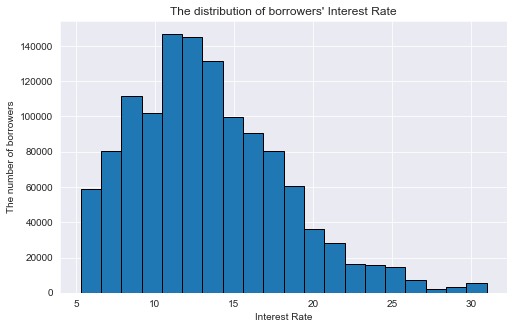 The distribution of borrowers' Interest Rate
The number of borrowers
140000
120000
100000
80000
60000
40000
20000
0
5 10 15 20 25 30
Interest Rate